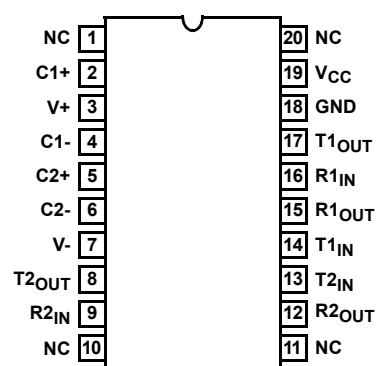 NC 1 20 NC
C1+ 2 19 VCC
V+ 3 18 GND
C1- 4 17 T1OUT
C2+ 5 16 R1IN
C2- 6 15 R1OUT
V- 7 14 T1IN
T2OUT 8 13 T2IN
R2IN 9 12 R2OUT
NC 10 11 NC